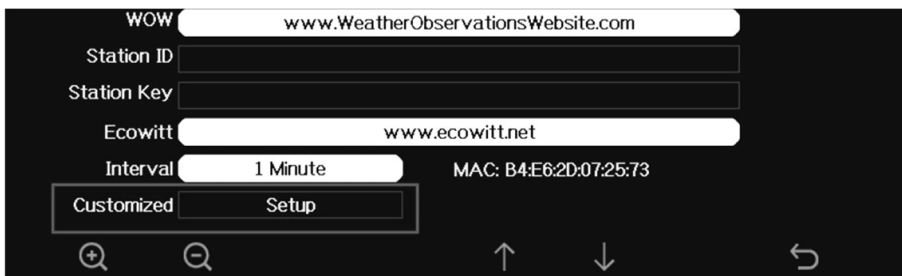 WOW www.WeatherObservationsWebsite.com
Station ID
Station Key
Ecowitt www.ecowitt.net
Interval 1 Minute MAC: B4:E6:2D:07:25:73
Customized Setup